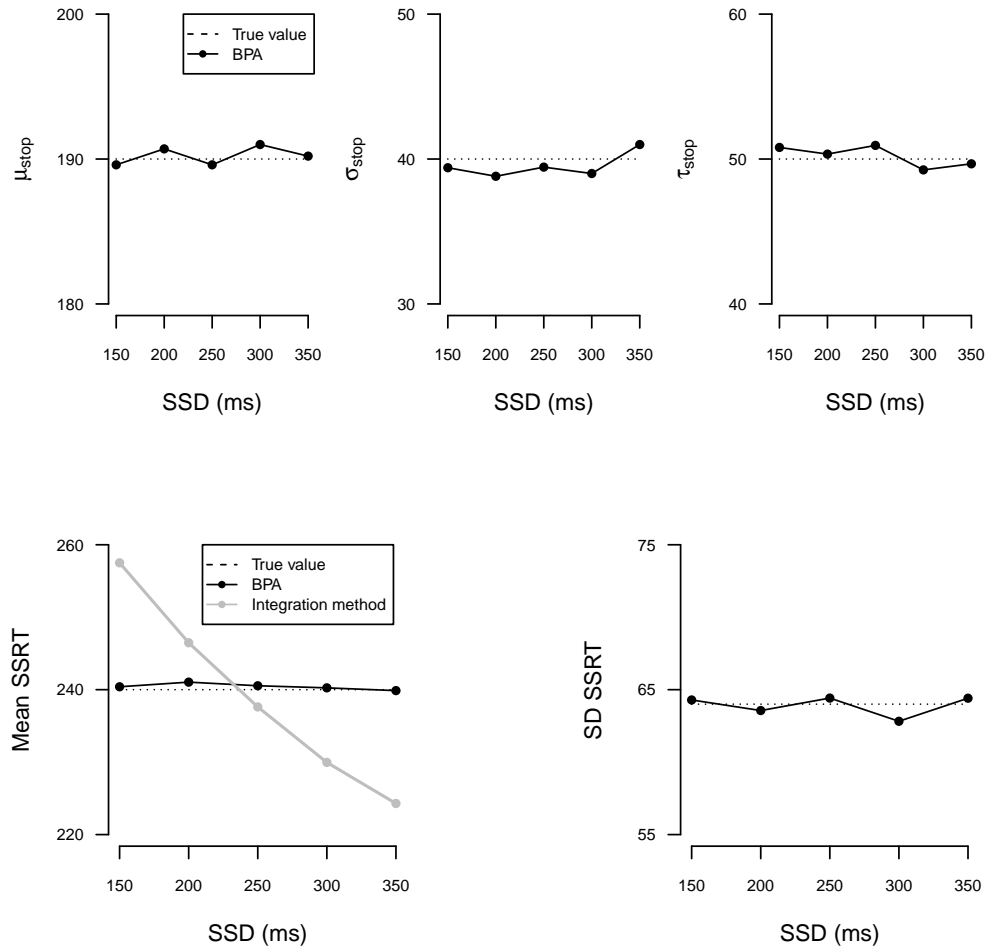 200
190
180
μstop
True value
BPA
150 200 250 300 350
SSD (ms)
50
40
30
σstop
150 200 250 300 350
SSD (ms)
60
50
40
τstop
150 200 250 300 350
SSD (ms)
260
240
220
Mean SSRT
True value
BPA
Integration method
150 200 250 300 350
SSD (ms)
75
65
55
SD SSRT
150 200 250 300 350
SSD (ms)